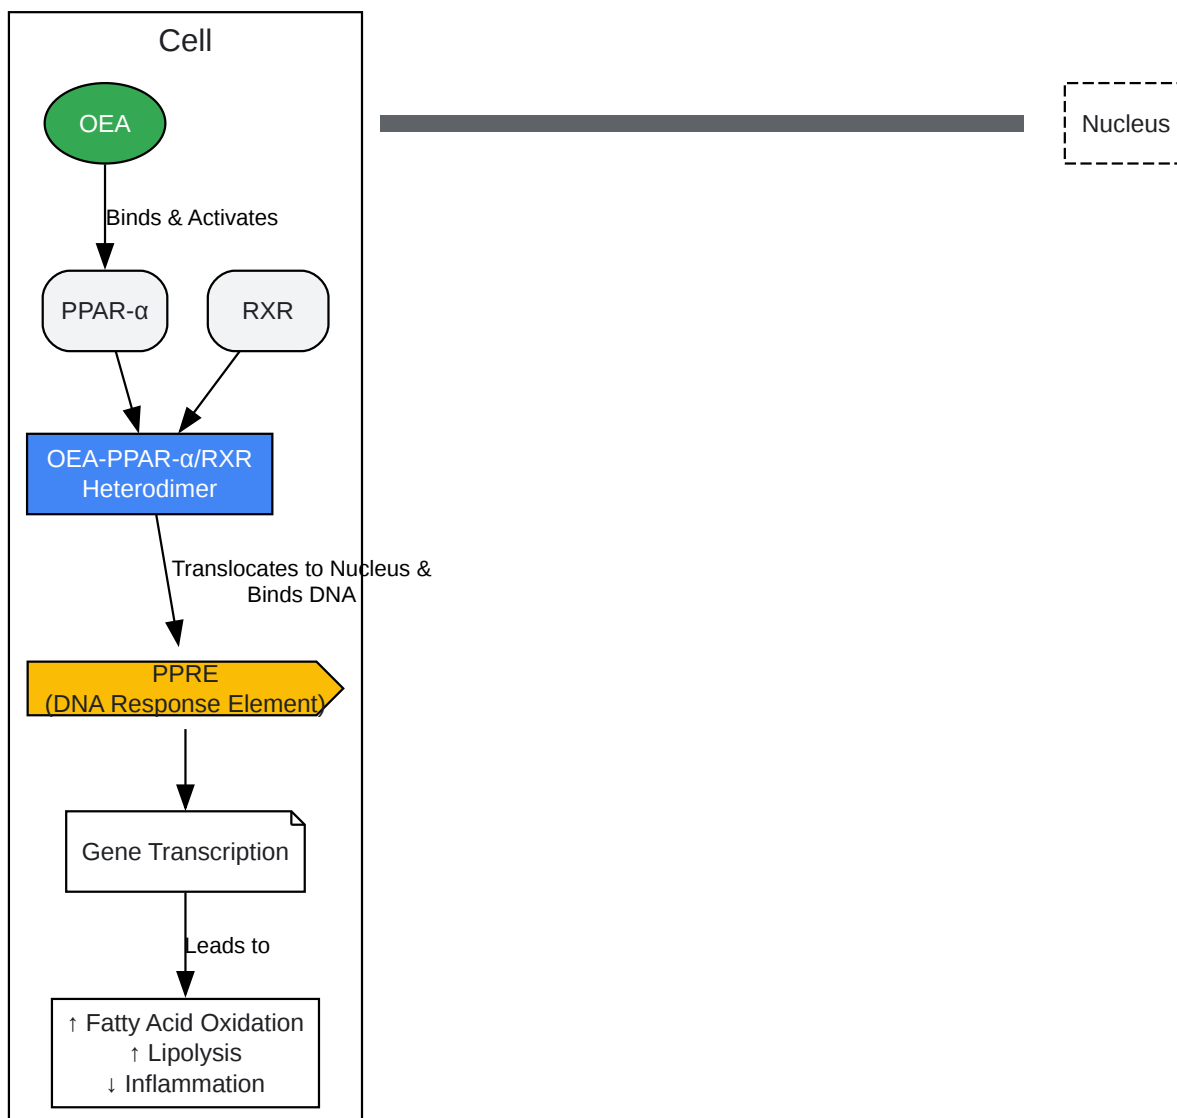 Cell
OEA
Nucleus
Binds & Activates
PPAR-α
RXR
OEA-PPAR-α/RXR
Heterodimer
Translocates to Nucleus &
Binds DNA
PPRE
(DNA Response Element)
Gene Transcription
Leads to
↑ Fatty Acid Oxidation
↑ Lipolysis
↓ Inflammation